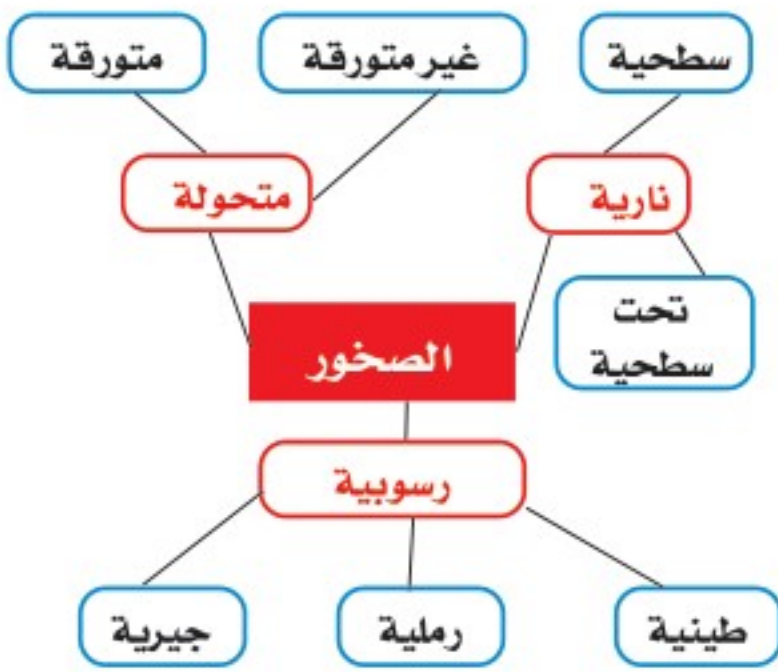 سطحية
غير متورقة
متورقة
نارية
متحولة
تحت
سطحية
الصخور
رسوبية
طينية
رملية
جيرية